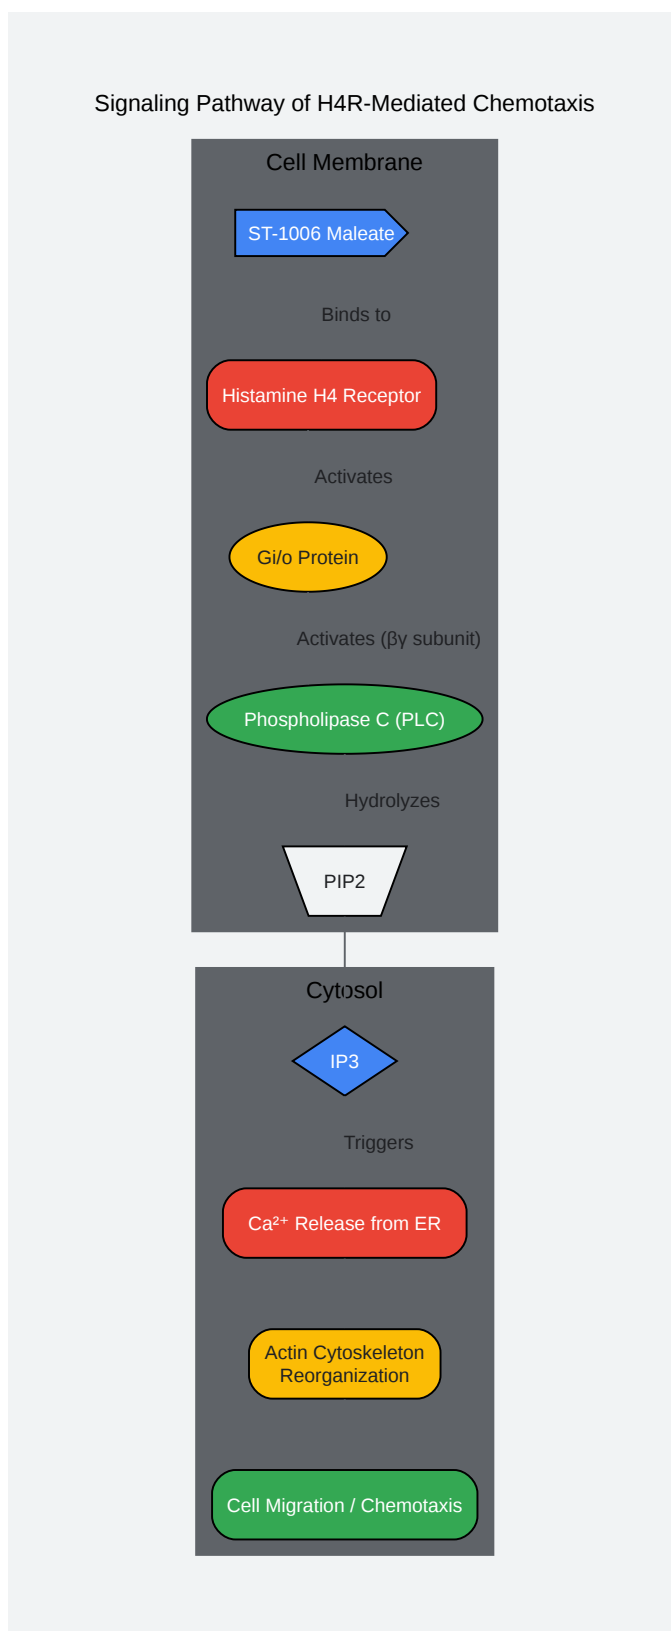 Signaling Pathway of H4R-Mediated Chemotaxis
Cell Membrane
ST-1006 Maleate
Binds to
Histamine H4 Receptor
Activates
Gi/o Protein
Activates (βγ subunit)
Phospholipase C (PLC)
Hydrolyzes
PIP2
Cytosol
IP3
Triggers
Ca²⁺ Release from ER
Actin Cytoskeleton
Reorganization
Cell Migration / Chemotaxis